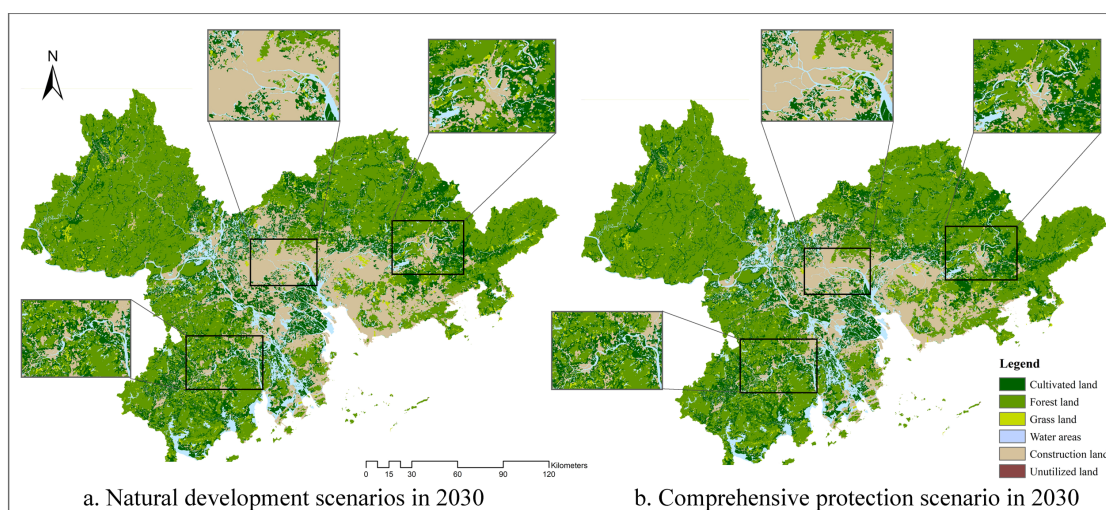 N
Legend
Cultivated land
Forest land
Grass land
Water areas
Construction land
Unutilized land
Kilometers
0 15 30 60 90 120
a. Natural development scenarios in 2030
b. Comprehensive protection scenario in 2030